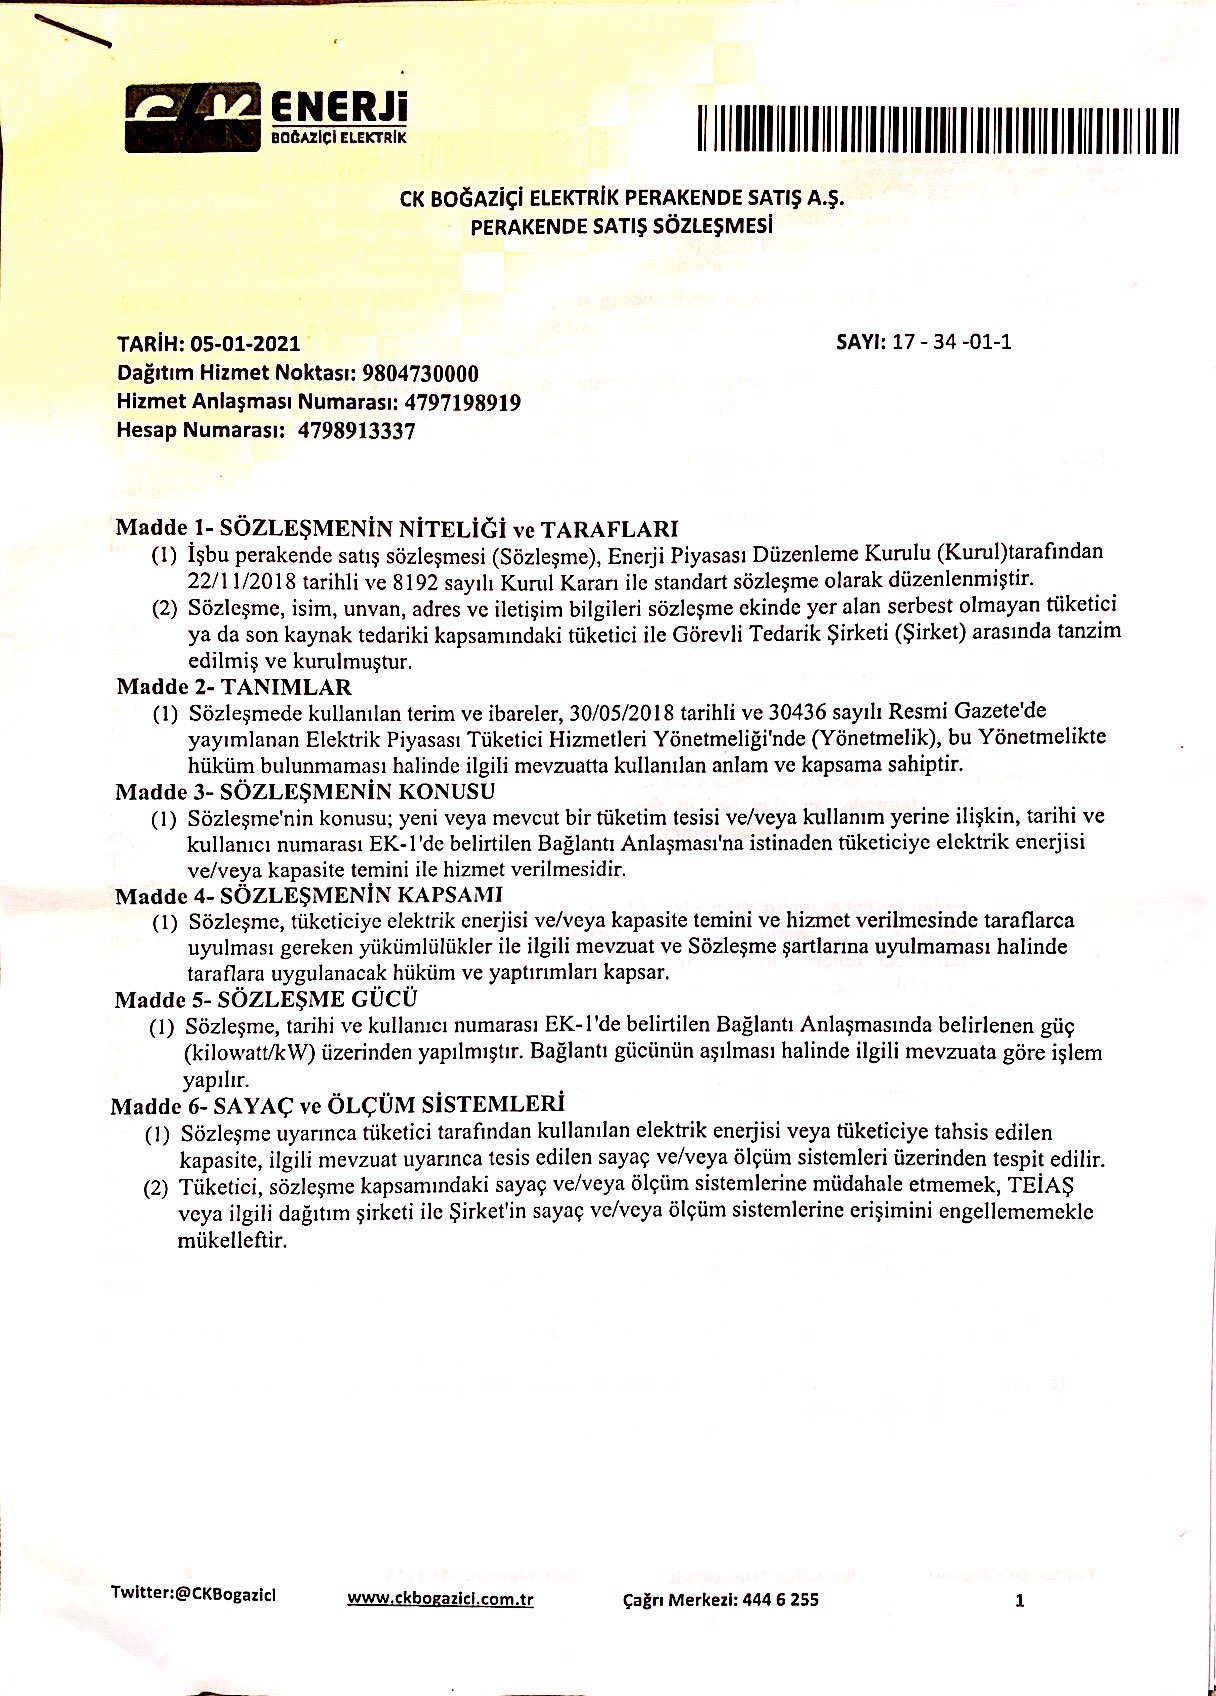 CK ENERJİ
BOĞAZİÇİ ELEKTRİK
CK BOĞAZİÇİ ELEKTRİK PERAKENDE SATIŞ A.Ş.
PERAKENDE SATIŞ SÖZLEŞMESİ
TARİH: 05-01-2021
SAYI: 17 - 34 -01-1
Dağıtım Hizmet Noktası: 9804730000
Hizmet Anlaşması Numarası: 4797198919
Hesap Numarası: 4798913337
Madde 1- SÖZLEŞMENİN NİTELİĞİ ve TARAFLARI
(1) İşbu perakende satış sözleşmesi (Sözleşme), Enerji Piyasası Düzenleme Kurulu (Kurul)tarafından
22/11/2018 tarihli ve 8192 sayılı Kurul Kararı ile standart sözleşme olarak düzenlenmiştir.
(2) Sözleşme, isim, unvan, adres ve iletişim bilgileri sözleşme ekinde yer alan serbest olmayan tüketici
ya da son kaynak tedariki kapsamındaki tüketici ile Görevli Tedarik Şirketi (Şirket) arasında tanzim
edilmiş ve kurulmuştur.
Madde 2- TANIMLAR
(1) Sözleşmede kullanılan terim ve ibareler, 30/05/2018 tarihli ve 30436 sayılı Resmi Gazete'de
yayımlanan Elektrik Piyasası Tüketici Hizmetleri Yönetmeliği'nde (Yönetmelik), bu Yönetmelikte
hüküm bulunmaması halinde ilgili mevzuatta kullanılan anlam ve kapsama sahiptir.
Madde 3- SÖZLEŞMENİN KONUSU
(1) Sözleşme'nin konusu; yeni veya mevcut bir tüketim tesisi ve/veya kullanım yerine ilişkin, tarihi ve
kullanıcı numarası EK-1'de belirtilen Bağlantı Anlaşması'na istinaden tüketiciye elektrik enerjisi
ve/veya kapasite temini ile hizmet verilmesidir.
Madde 4- SÖZLEŞMENİN KAPSAMI
(1) Sözleşme, tüketiciye elektrik enerjisi ve/veya kapasite temini ve hizmet verilmesinde taraflarca
uyulması gereken yükümlülükler ile ilgili mevzuat ve Sözleşme şartlarına uyulmaması halinde
taraflara uygulanacak hüküm ve yaptırımları kapsar.
Madde 5- SÖZLEŞME GÜCÜ
(1) Sözleşme, tarihi ve kullanıcı numarası EK-1'de belirtilen Bağlantı Anlaşmasında belirlenen güç
(kilowatt/kW) üzerinden yapılmıştır. Bağlantı gücünün aşılması halinde ilgili mevzuata göre işlem
yapılır.
Madde 6- SAYAÇ ve ÖLÇÜM SİSTEMLERİ
(1) Sözleşme uyarınca tüketici tarafından kullanılan elektrik enerjisi veya tüketiciye tahsis edilen
kapasite, ilgili mevzuat uyarınca tesis edilen sayaç ve/veya ölçüm sistemleri üzerinden tespit edilir.
(2) Tüketici, sözleşme kapsamındaki sayaç ve/veya ölçüm sistemlerine müdahale etmemek, TEİAŞ
veya ilgili dağıtım şirketi ile Şirket'in sayaç ve/veya ölçüm sistemlerine erişimini engellememekle
mükelleftir.
Twitter:@CKBogazici www.ckbogazici.com.tr Çağrı Merkezi: 444 6 255 1